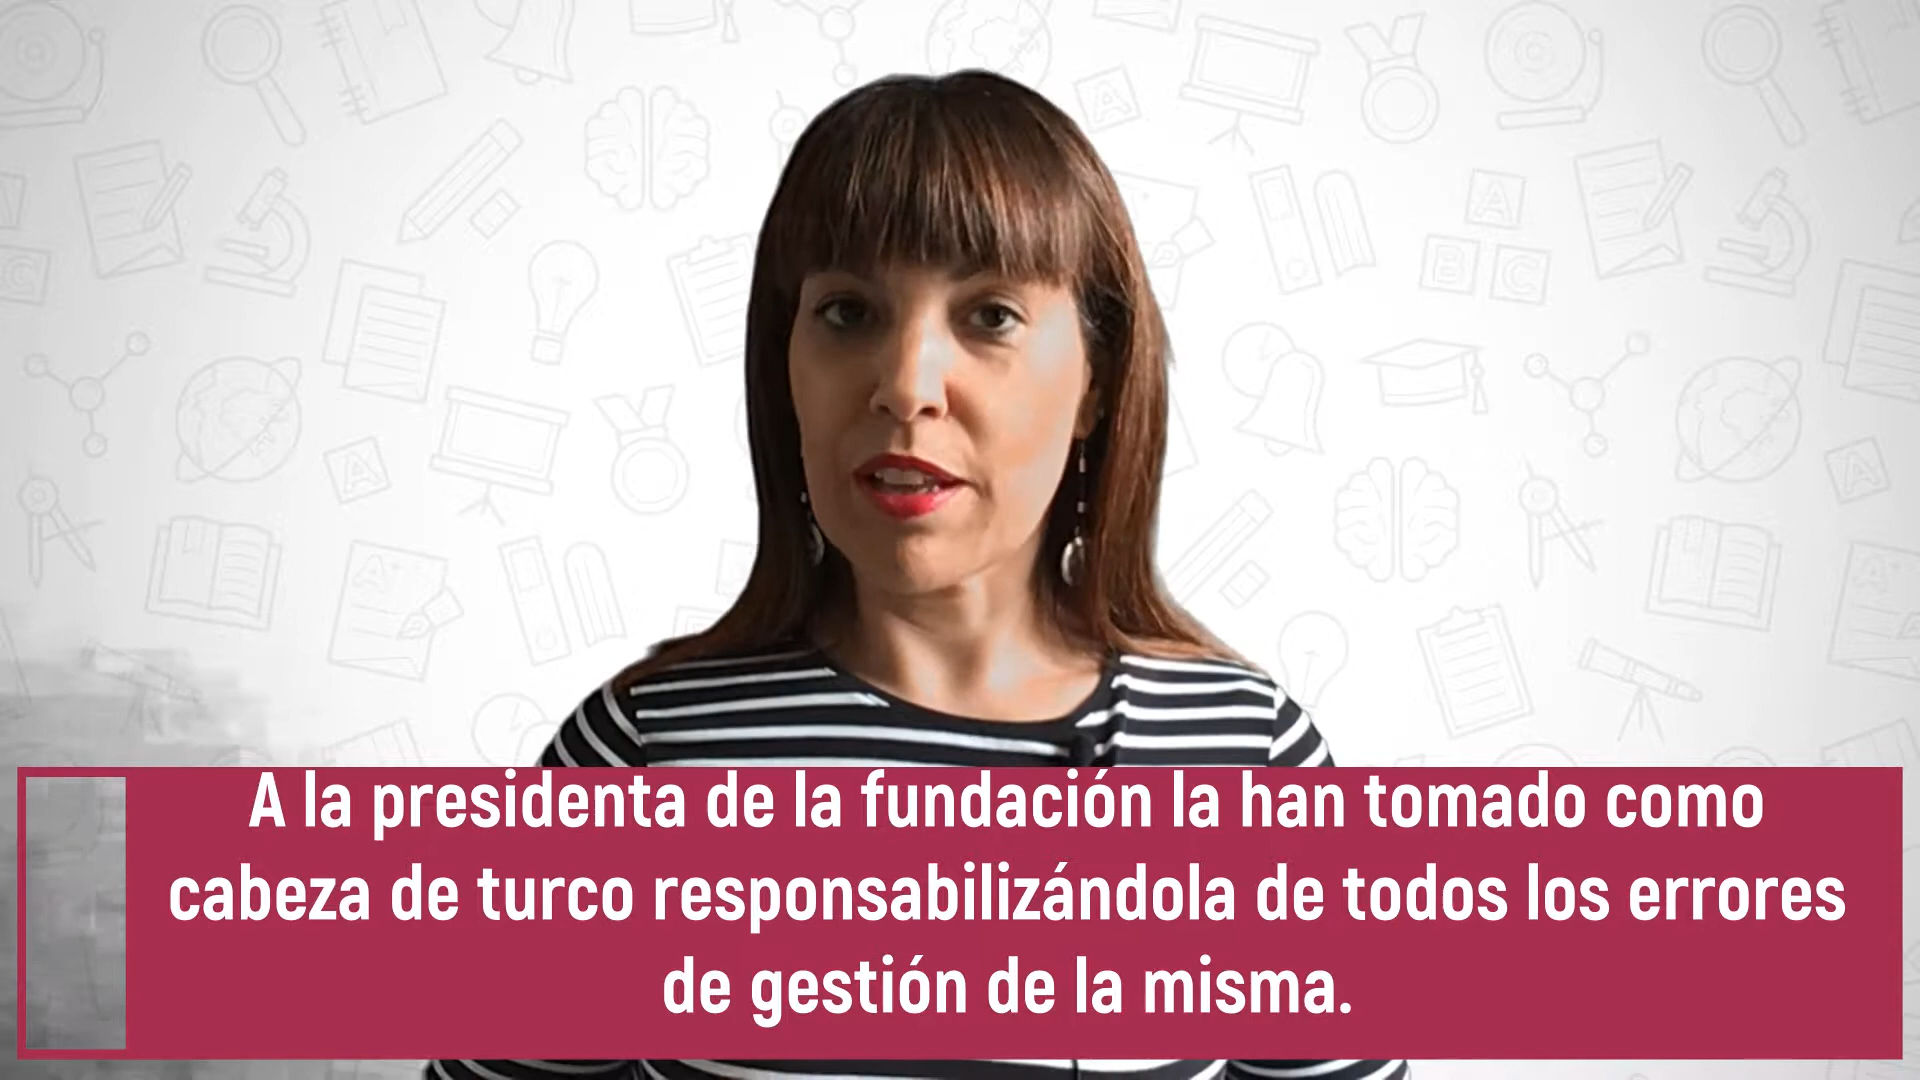 A la presidenta de la fundación la han tomado como
cabeza de turco responsabilizándola de todos los errores
de gestión de la misma.